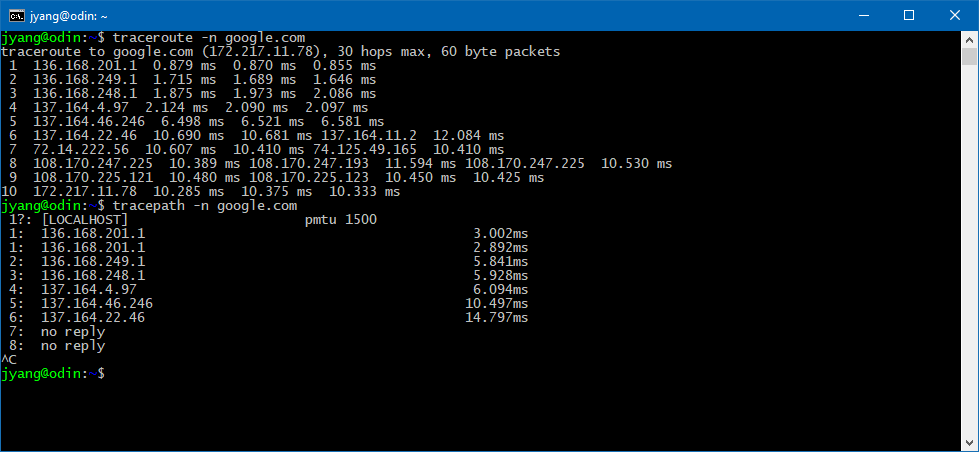 jyang@odin: ~
jyang@odin:~$ traceroute -n google.com
traceroute to google.com (172.217.11.78), 30 hops max, 60 byte packets
 1  136.168.201.1  0.879 ms  0.870 ms  0.855 ms
 2  136.168.249.1  1.715 ms  1.689 ms  1.646 ms
 3  136.168.248.1  1.875 ms  1.973 ms  2.086 ms
 4  137.164.4.97  2.124 ms  2.090 ms  2.097 ms
 5  137.164.46.246  6.498 ms  6.521 ms  6.581 ms
 6  137.164.22.46  10.690 ms  10.681 ms 137.164.11.2  12.084 ms
 7  72.14.222.56  10.607 ms  10.410 ms 74.125.49.165  10.410 ms
 8  108.170.247.225  10.389 ms 108.170.247.193  11.594 ms 108.170.247.225  10.530 ms
 9  108.170.225.121  10.480 ms 108.170.225.123  10.450 ms  10.425 ms
10  172.217.11.78  10.285 ms  10.375 ms  10.333 ms
jyang@odin:~$ tracepath -n google.com
 1?: [LOCALHOST]                      pmtu 1500
 1:  136.168.201.1                                         3.002ms
 1:  136.168.201.1                                         2.892ms
 2:  136.168.249.1                                         5.841ms
 3:  136.168.248.1                                         5.928ms
 4:  137.164.4.97                                          6.094ms
 5:  137.164.46.246                                       10.497ms
 6:  137.164.22.46                                        14.797ms
 7:  no reply
 8:  no reply
^C
jyang@odin:~$